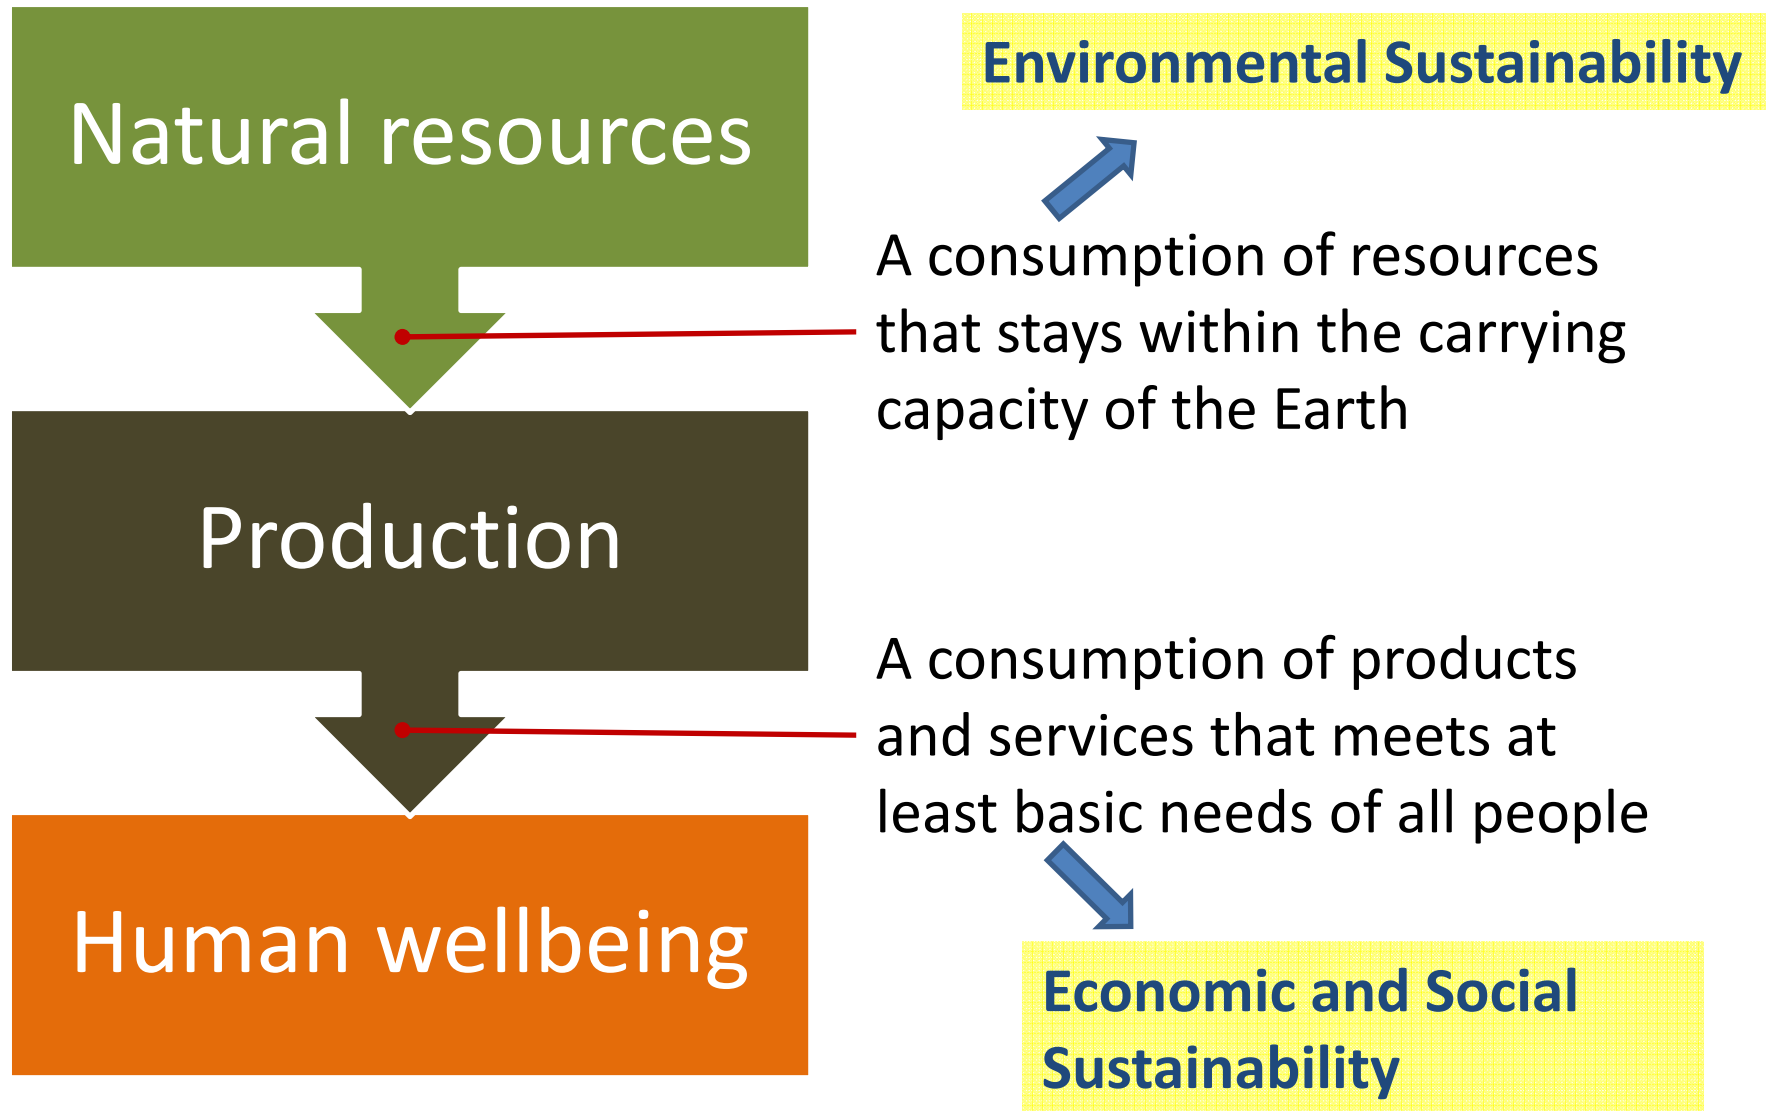 Natural resources
Environmental Sustainability
A consumption of resources
that stays within the carrying
capacity of the Earth
Production
A consumption of products
and services that meets at
least basic needs of all people
Human wellbeing
Economic and Social
Sustainability